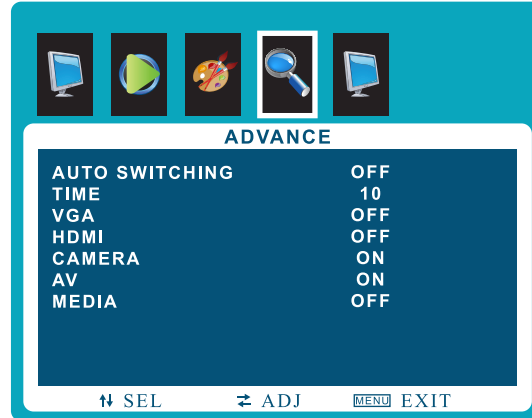 ADVANCE
AUTO SWITCHING OFF
TIME 10
VGA OFF
HDMI OFF
CAMERA ON
AV ON
MEDIA OFF
⇅ SEL ⇄ ADJ MENU EXIT